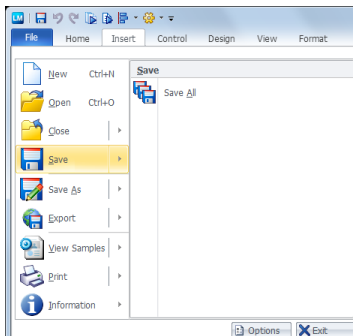 LM
File Home Insert Control Design View Format
New Ctrl+N
Open Ctrl+O
Close
Save
Save As
Export
View Samples
Print
Information
Save
Save All
Options Exit